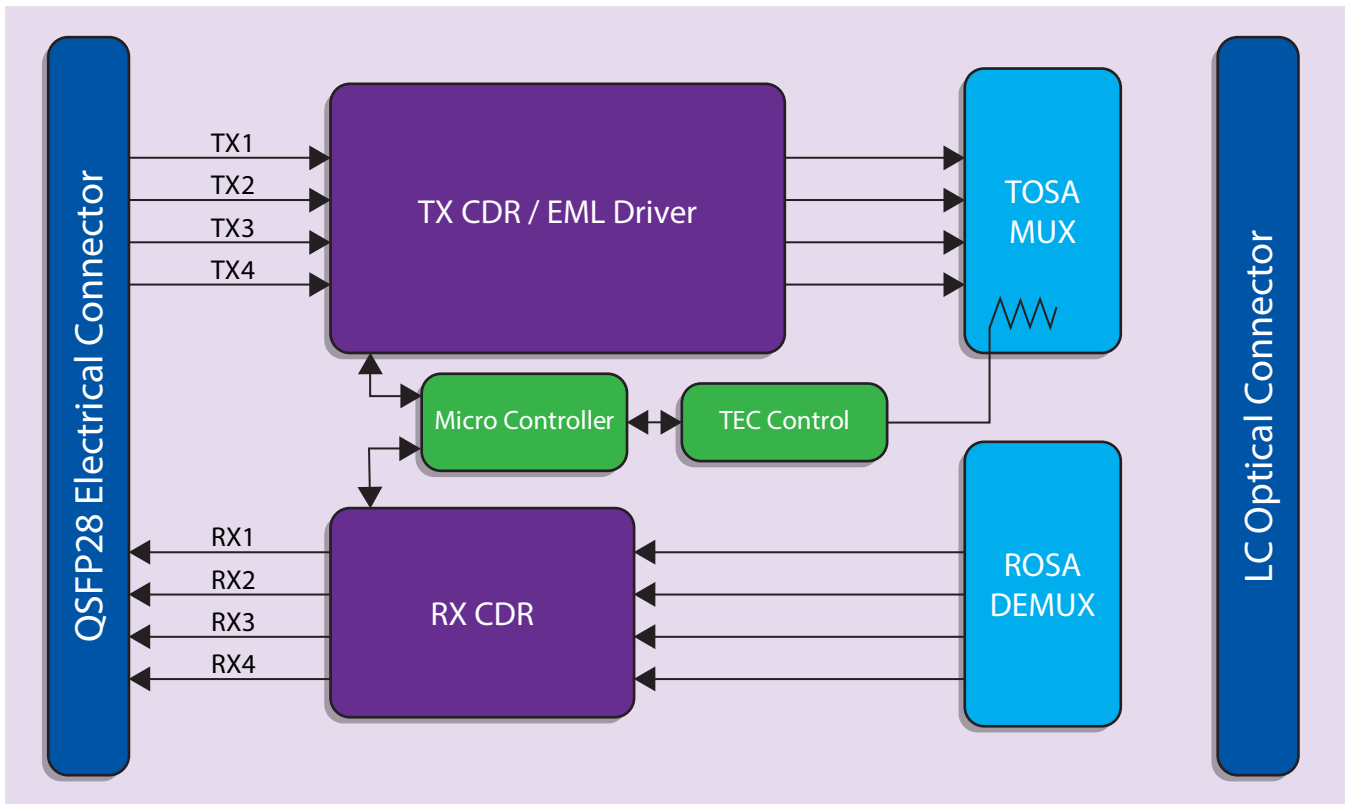 QSFP28 Electrical Connector
TX1
TX2
TX3
TX4
TX CDR / EML Driver
TOSA
MUX
Micro Controller
TEC Control
RX1
RX2
RX3
RX4
RX CDR
ROSA
DEMUX
LC Optical Connector